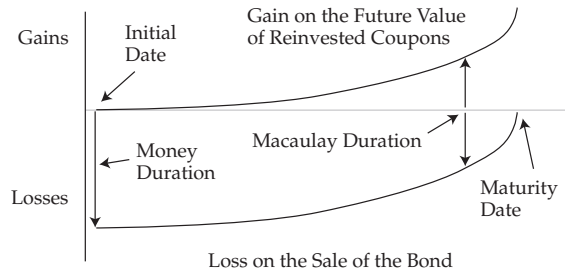 Gain on the Future Value
of Reinvested Coupons
Gains
Initial
Date
Macaulay Duration
Money
Duration
Losses
Maturity
Date
Loss on the Sale of the Bond